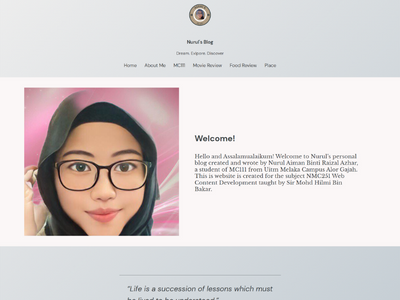 Nurul's Blog
Dream. Explore. Discover
Home About Me MC111 Movie Review Food Review Place
Welcome!
Hello and Assalamualaikum! Welcome to Nurul's personal
blog created and wrote by Nurul Aiman Binti Raizal Azhar,
a student of MC111 from Uitm Melaka Campus Alor Gajah.
This is website is created for the subject NMC251 Web
Content Development taught by Sir Mohd Hilmi Bin
Bakar.
"Life is a succession of lessons which must
be lived to be understood."